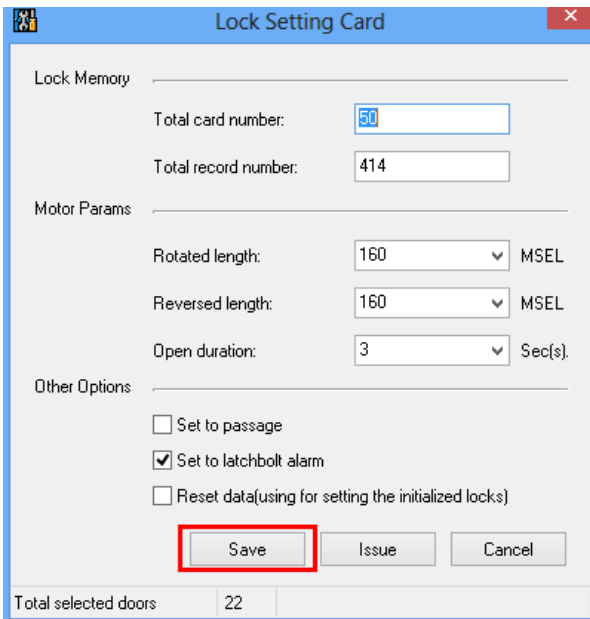 Lock Setting Card
Lock Memory
Total card number: 50
Total record number: 414
Motor Params
Rotated length: 160 MSEL
Reversed length: 160 MSEL
Open duration: 3 Sec(s).
Other Options
Set to passage
Set to latchbolt alarm
Reset data(using for setting the initialized locks)
Save Issue Cancel
Total selected doors 22